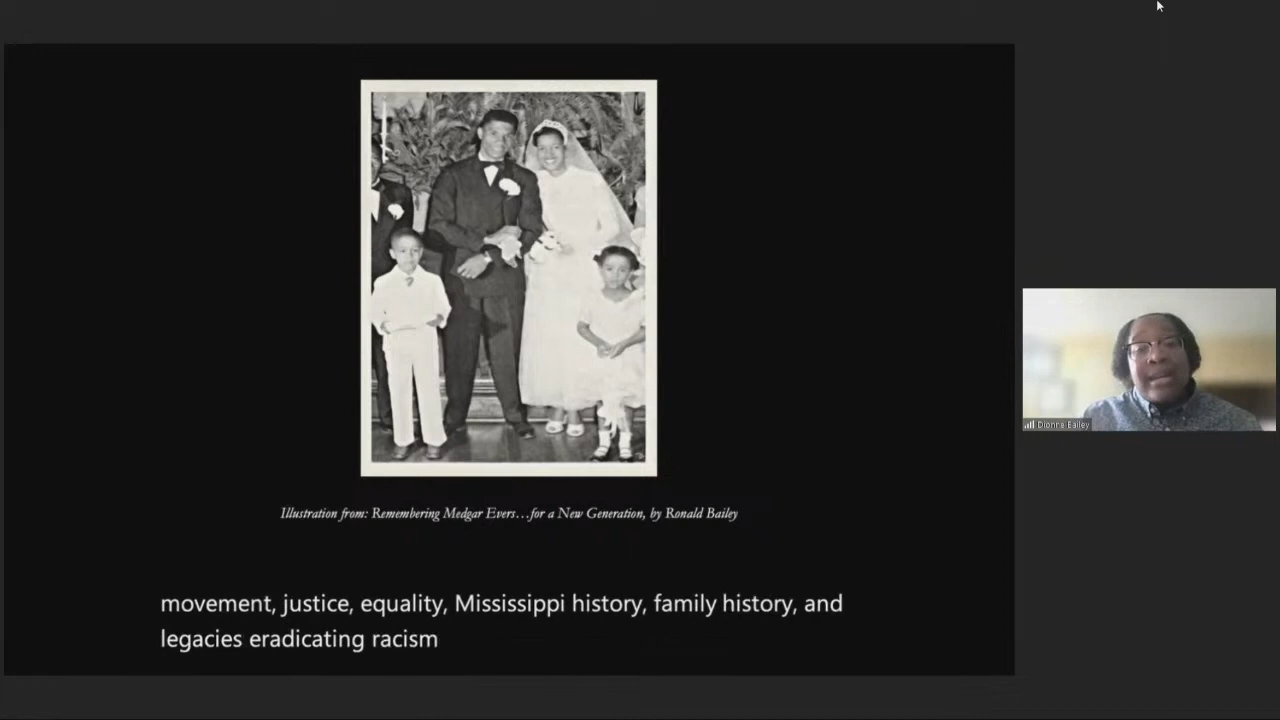 Illustration from: Remembering Medgar Evers…for a New Generation, by Ronald Bailey
movement, justice, equality, Mississippi history, family history, and
legacies eradicating racism
Dionne Bailey